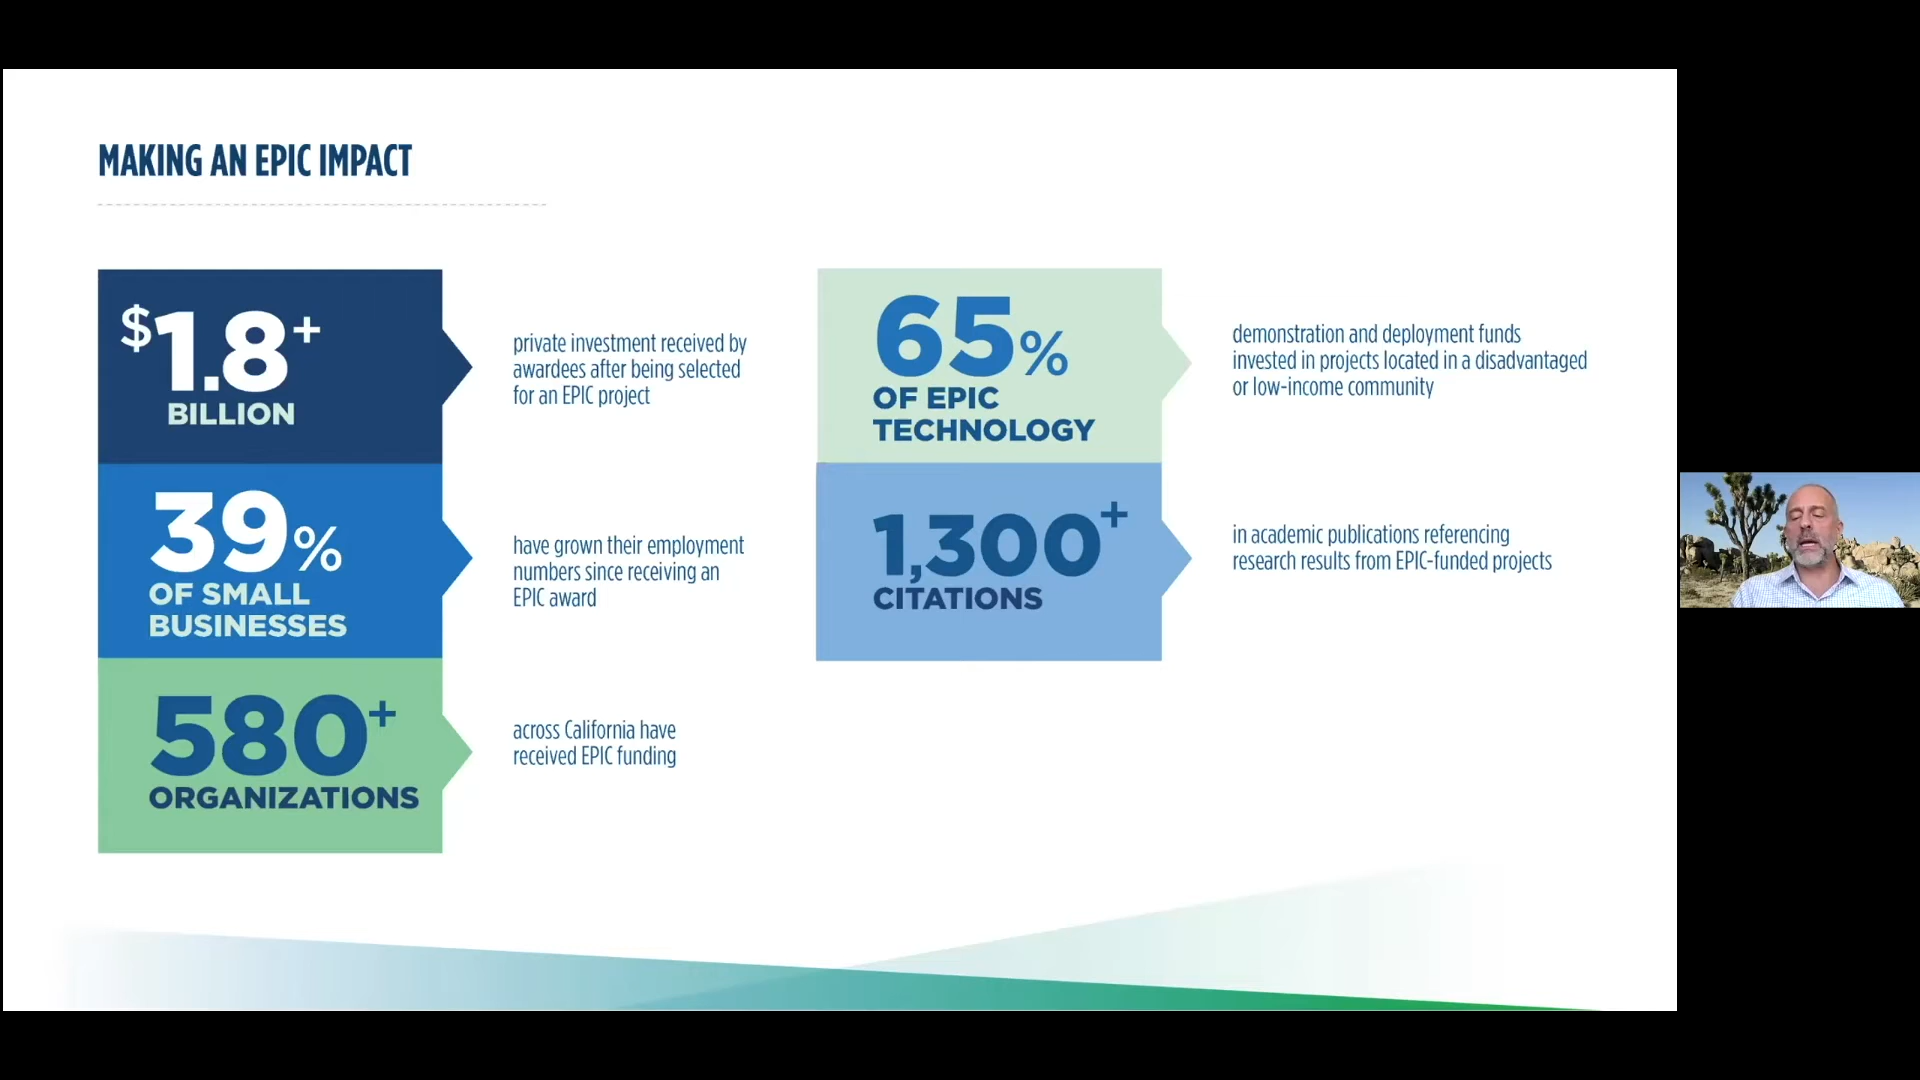 MAKING AN EPIC IMPACT
$1.8+
BILLION
private investment received by
awardees after being selected
for an EPIC project
39%
OF SMALL
BUSINESSES
have grown their employment
numbers since receiving an
EPIC award
580+
ORGANIZATIONS
across California have
received EPIC funding
65%
OF EPIC
TECHNOLOGY
demonstration and deployment funds
invested in projects located in a disadvantaged
or low-income community
1,300+
CITATIONS
in academic publications referencing
research results from EPIC-funded projects